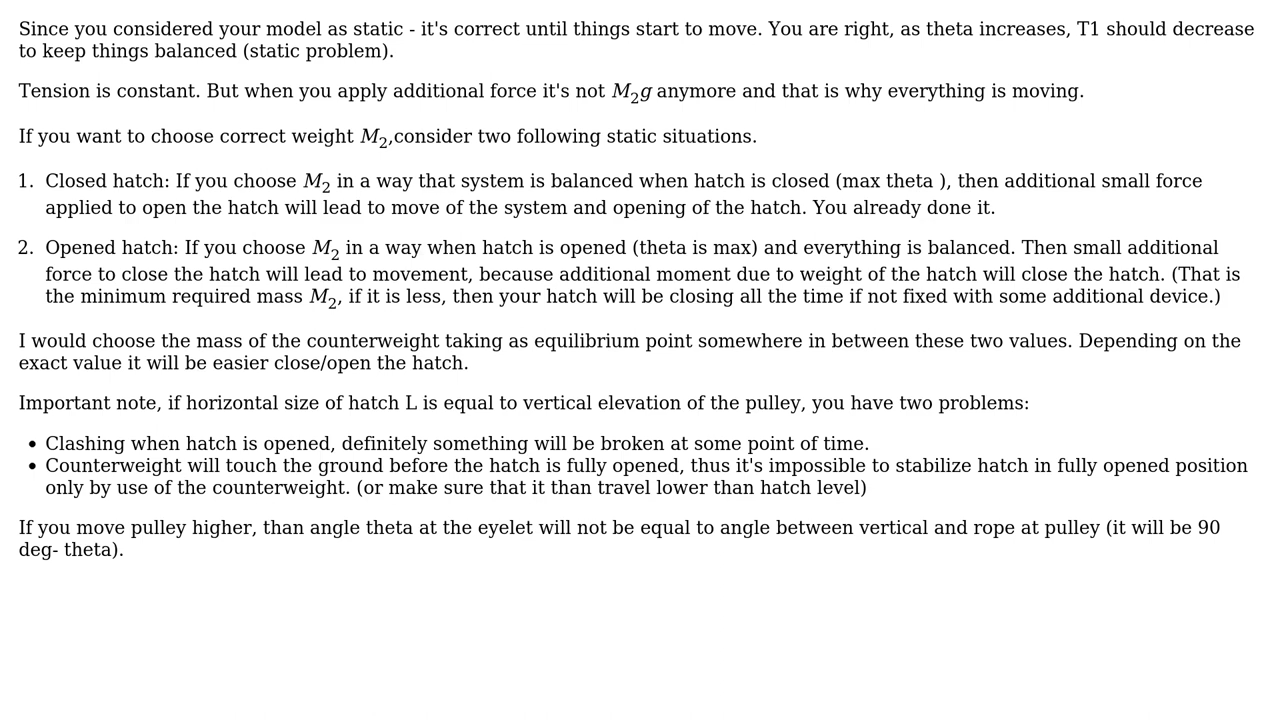 Since you considered your model as static - it's correct until things start to move. You are right, as theta increases, T1 should decrease
to keep things balanced (static problem).
Tension is constant. But when you apply additional force it's not M2g anymore and that is why everything is moving.
If you want to choose correct weight M2,consider two following static situations.
1. Closed hatch: If you choose M2 in a way that system is balanced when hatch is closed (max theta ), then additional small force
applied to open the hatch will lead to move of the system and opening of the hatch. You already done it.
2. Opened hatch: If you choose M2 in a way when hatch is opened (theta is max) and everything is balanced. Then small additional
force to close the hatch will lead to movement, because additional moment due to weight of the hatch will close the hatch. (That is
the minimum required mass M2, if it is less, then your hatch will be closing all the time if not fixed with some additional device.)
I would choose the mass of the counterweight taking as equilibrium point somewhere in between these two values. Depending on the
exact value it will be easier close/open the hatch.
Important note, if horizontal size of hatch L is equal to vertical elevation of the pulley, you have two problems:
• Clashing when hatch is opened, definitely something will be broken at some point of time.
• Counterweight will touch the ground before the hatch is fully opened, thus it's impossible to stabilize hatch in fully opened position
only by use of the counterweight. (or make sure that it than travel lower than hatch level)
If you move pulley higher, than angle theta at the eyelet will not be equal to angle between vertical and rope at pulley (it will be 90
deg- theta).